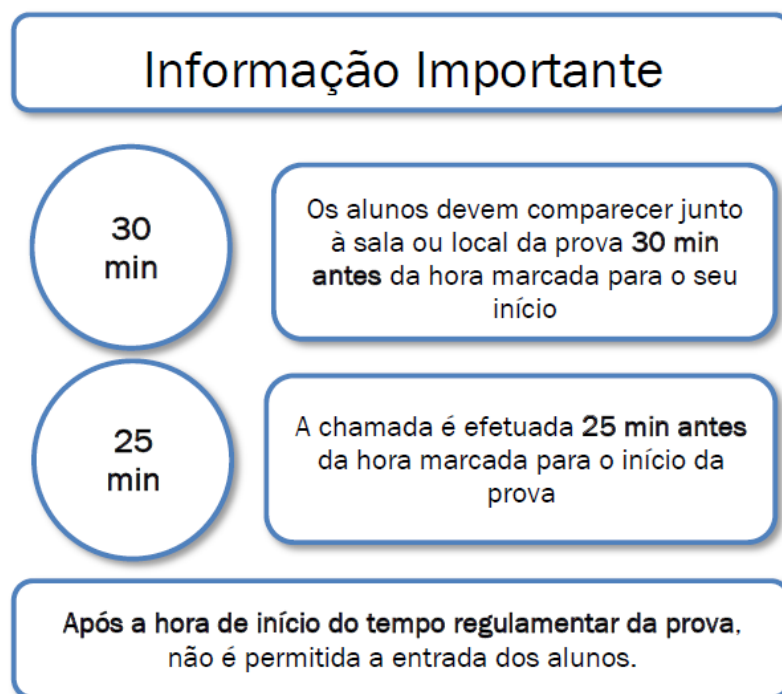 Informação Importante
30
min
Os alunos devem comparecer junto
à sala ou local da prova 30 min
antes da hora marcada para o seu
início
25
min
A chamada é efetuada 25 min antes
da hora marcada para o início da
prova
Após a hora de início do tempo regulamentar da prova,
não é permitida a entrada dos alunos.